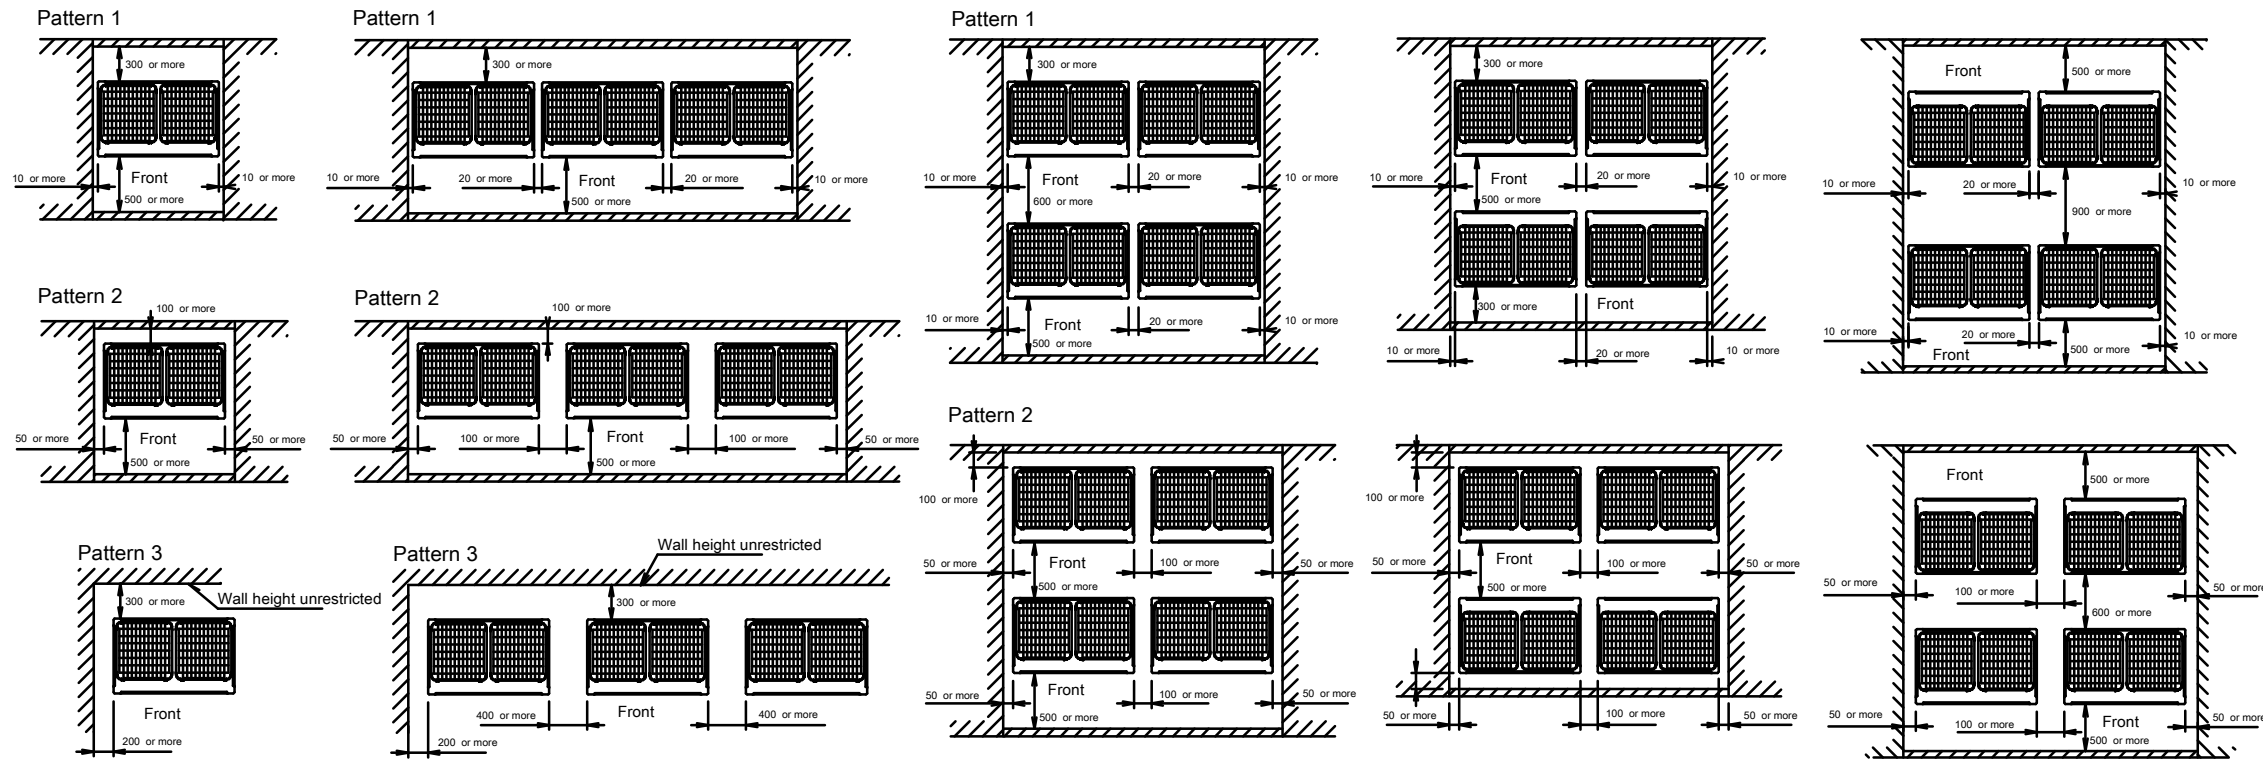 Pattern 1
300 or more
10 or more
Front
10 or more
500 or more
Pattern 1
300 or more
10 or more
20 or more
Front
20 or more
10 or more
500 or more
Pattern 2
100 or more
50 or more
Front
50 or more
500 or more
Pattern 2
100 or more
50 or more
100 or more
Front
100 or more
50 or more
500 or more
Pattern 3
300 or more
Wall height unrestricted
Front
200 or more
Pattern 3
Wall height unrestricted
300 or more
400 or more
Front
400 or more
200 or more
Pattern 1
300 or more
10 or more
Front
20 or more
10 or more
600 or more
10 or more
Front
20 or more
10 or more
500 or more
300 or more
10 or more
Front
20 or more
10 or more
500 or more
300 or more
Front
10 or more
20 or more
10 or more
Front
500 or more
10 or more
20 or more
10 or more
900 or more
10 or more
20 or more
10 or more
Front
500 or more
Pattern 2
100 or more
50 or more
Front
100 or more
50 or more
500 or more
50 or more
Front
100 or more
50 or more
500 or more
100 or more
50 or more
Front
100 or more
50 or more
500 or more
50 or more
100 or more
50 or more
Front
500 or more
50 or more
100 or more
50 or more
600 or more
50 or more
100 or more
Front
50 or more
500 or more